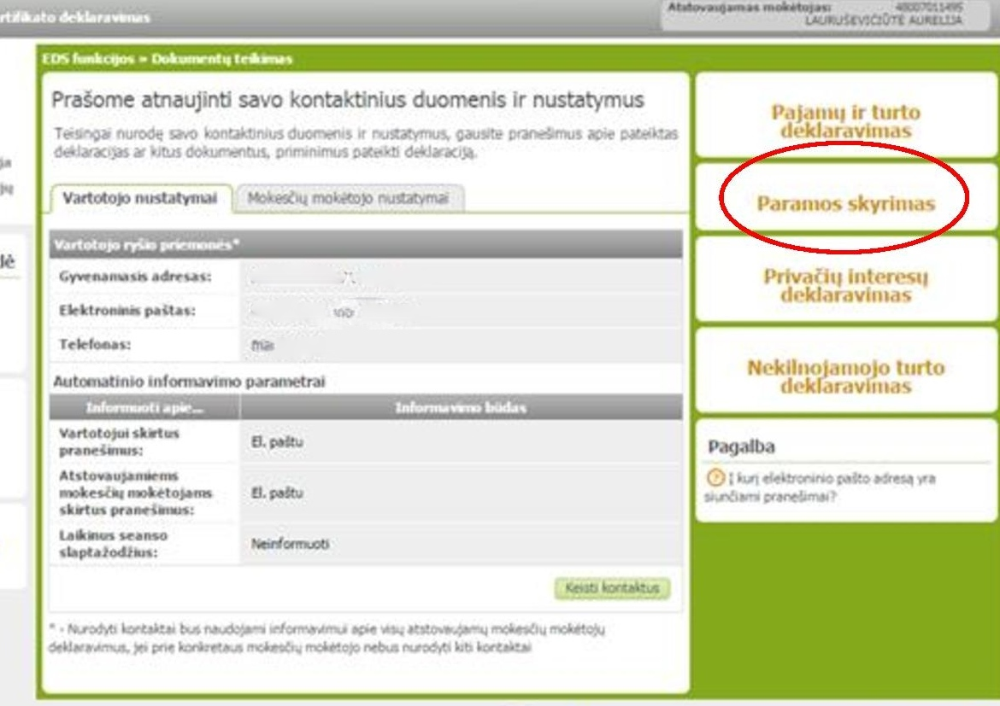 rtifikato deklaravimas
Atstovaujamas mokėtojas:
LAURUŠEVIČIŪTĖ AURELIJA
EDS funkcijos » Dokumentų teikimas
Prašome atnaujinti savo kontaktinius duomenis ir nustatymus
Teisingai nurodę savo kontaktinius duomenis ir nustatymus, gausite pranešimus apie pateiktas
deklaracijas ar kitus dokumentus, priminimus pateikti deklaraciją.
Vartotojo nustatymai
Mokesčių mokėtojo nustatymai
Vartotojo ryšio priemonės*
Gyvenamasis adresas:
Elektroninis paštas:
Telefonas:
Automatinio informavimo parametrai
Informuoti apie...
Informavimo būdas
Vartotojui skirtus
pranešimus:
El. paštu
Atstovaujamiems
mokesčių mokėtojams
skirtus pranešimus:
El. paštu
Laikinus seanso
slaptažodžius:
Neinformuoti
Keisti kontaktus
* - Nurodyti kontaktai bus naudojami informavimui apie visų atstovaujamų mokesčių mokėtojų
deklaravimus, jei prie konkretaus mokesčių mokėtojo nebus nurodyti kiti kontaktai
Pajamų ir turto
deklaravimas
Paramos skyrimas
Privačių interesų
deklaravimas
Nekilnojamojo turto
deklaravimas
Pagalba
Į kurį elektroninio pašto adresą yra
siunčiami pranešimai?